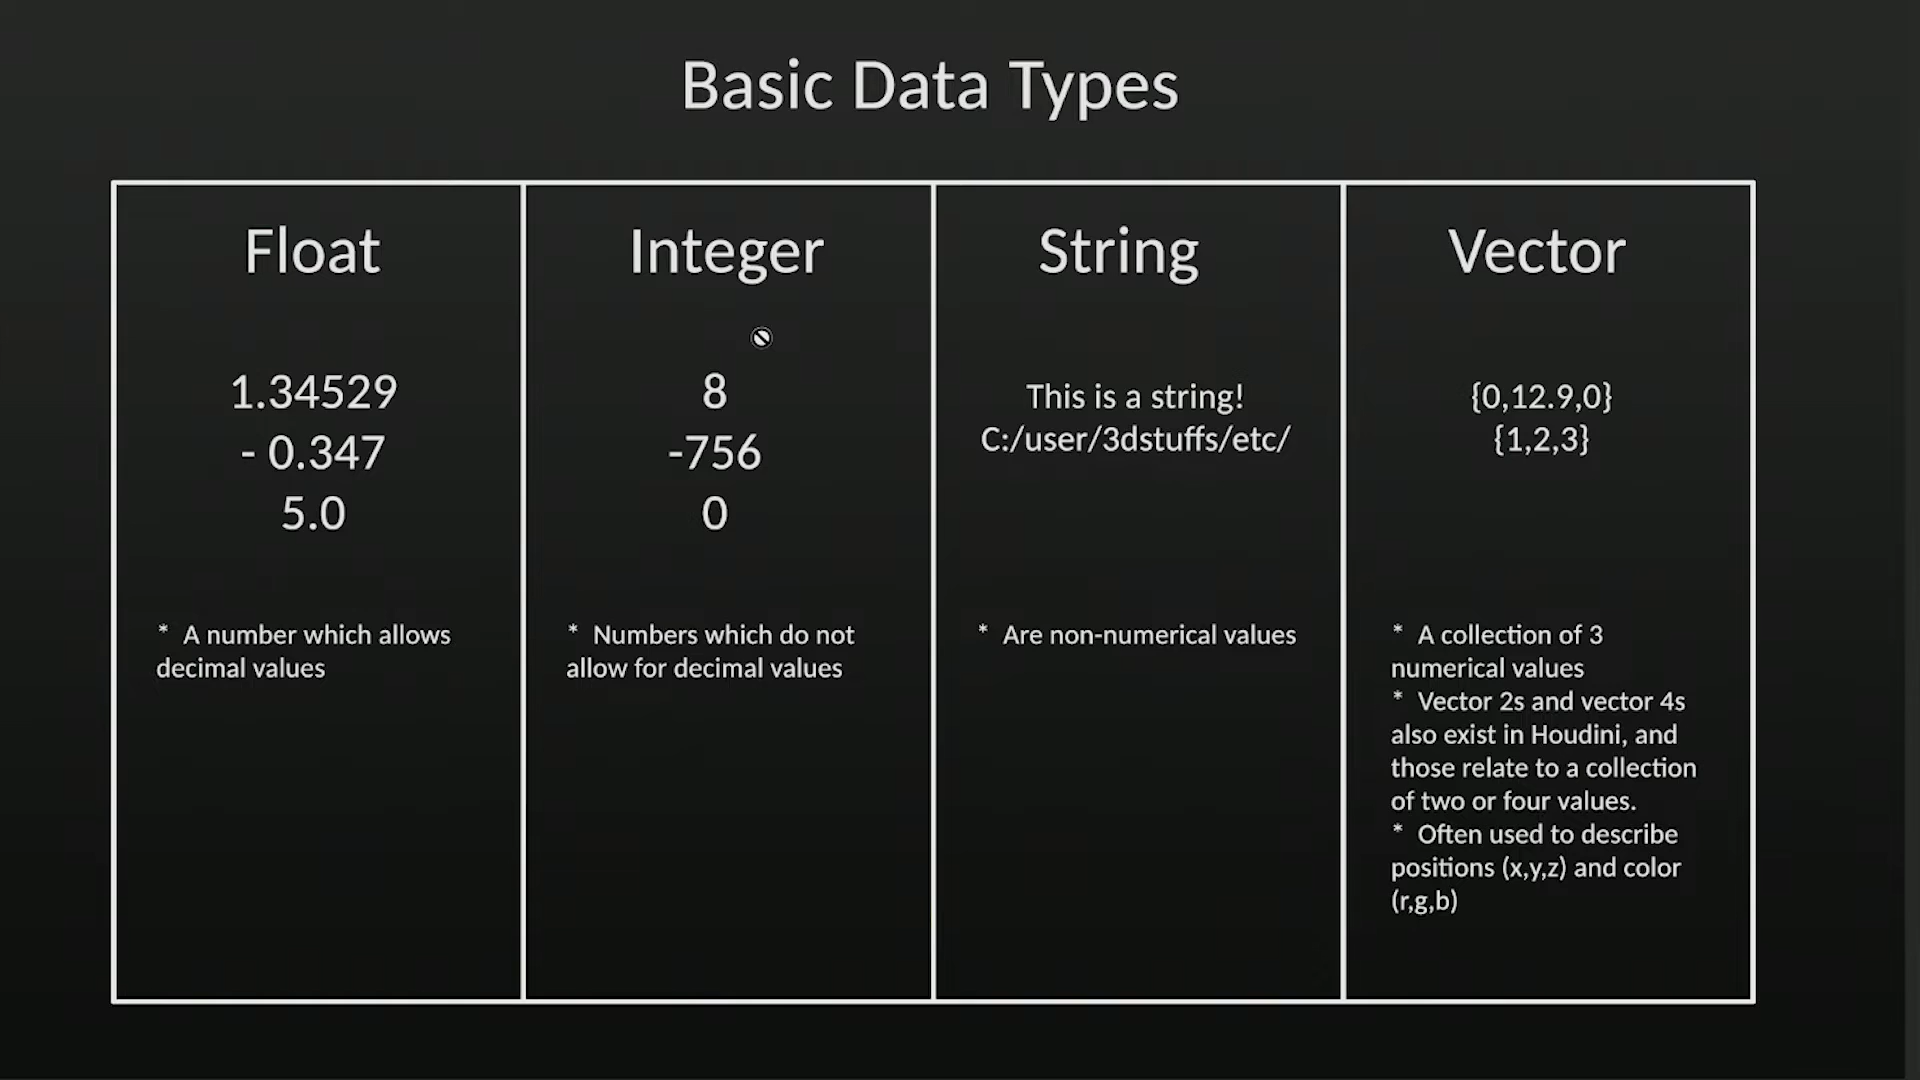 Basic Data Types
Float
1.34529
- 0.347
5.0
* A number which allows
decimal values
Integer
8
-756
0
* Numbers which do not
allow for decimal values
String
This is a string!
C:/user/3dstuffs/etc/
* Are non-numerical values
Vector
{0,12.9,0}
{1,2,3}
* A collection of 3
numerical values
* Vector 2s and vector 4s
also exist in Houdini, and
those relate to a collection
of two or four values.
* Often used to describe
positions (x,y,z) and color
(r,g,b)